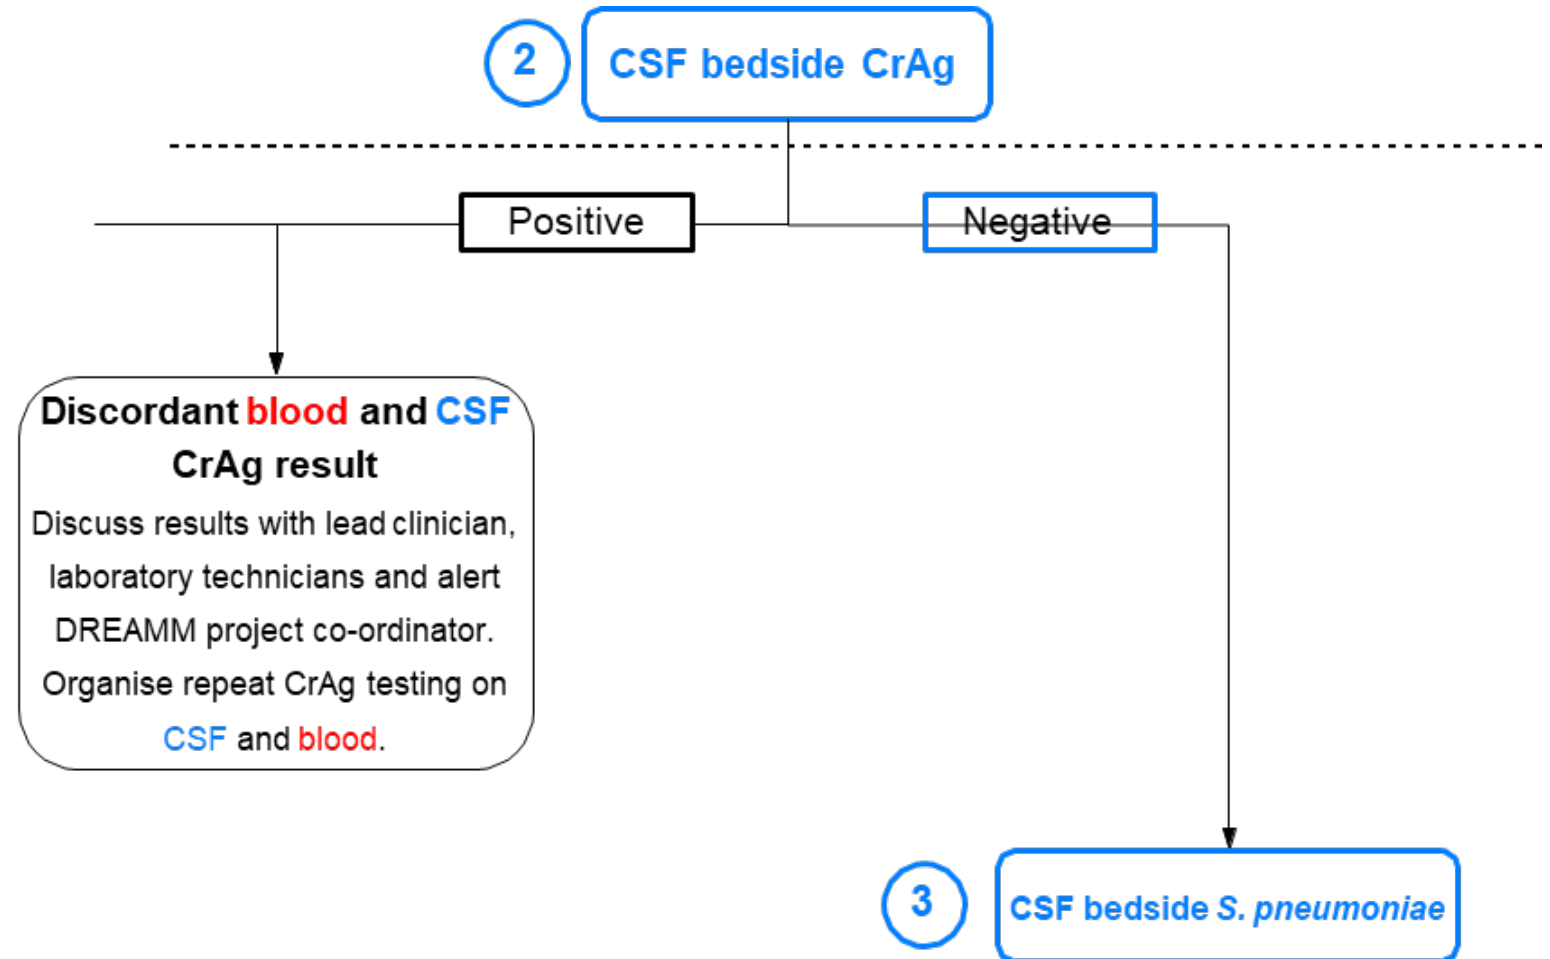 2
CSF bedside CrAg
Positive
Negative
Discordant blood and CSF
CrAg result
Discuss results with lead clinician,
laboratory technicians and alert
DREAMM project co-ordinator.
Organise repeat CrAg testing on
CSF and blood.
3
CSF bedside S. pneumoniae